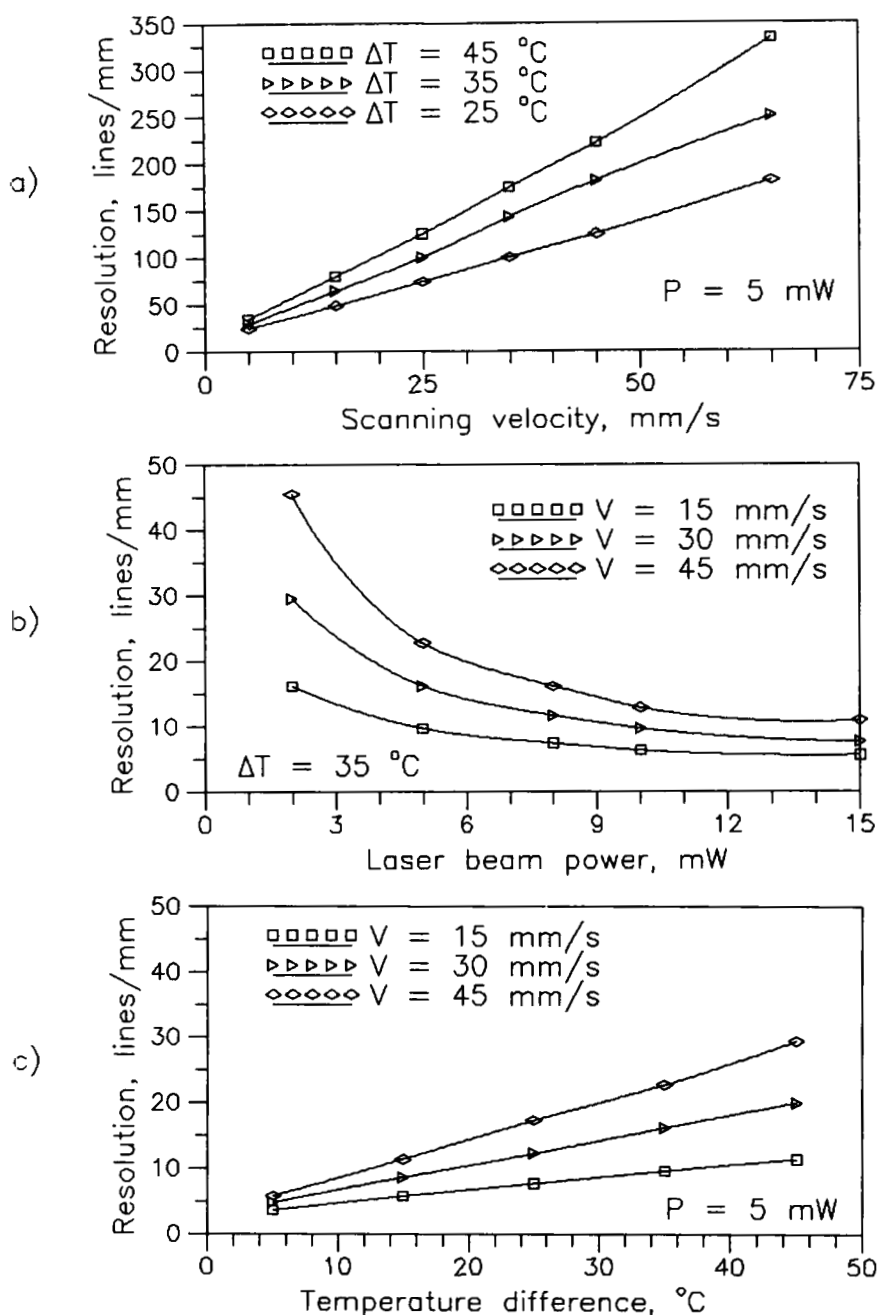 a)
Resolution, lines/mm
350
300
250
200
150
100
50
0
ΔT = 45 °C
ΔT = 35 °C
ΔT = 25 °C
P = 5 mW
0 25 50 75
Scanning velocity, mm/s
b)
Resolution, lines/mm
50
40
30
20
10
0
V = 15 mm/s
V = 30 mm/s
V = 45 mm/s
ΔT = 35 °C
0 3 6 9 12 15
Laser beam power, mW
c)
Resolution, lines/mm
50
40
30
20
10
0
V = 15 mm/s
V = 30 mm/s
V = 45 mm/s
P = 5 mW
0 10 20 30 40 50
Temperature difference, °C